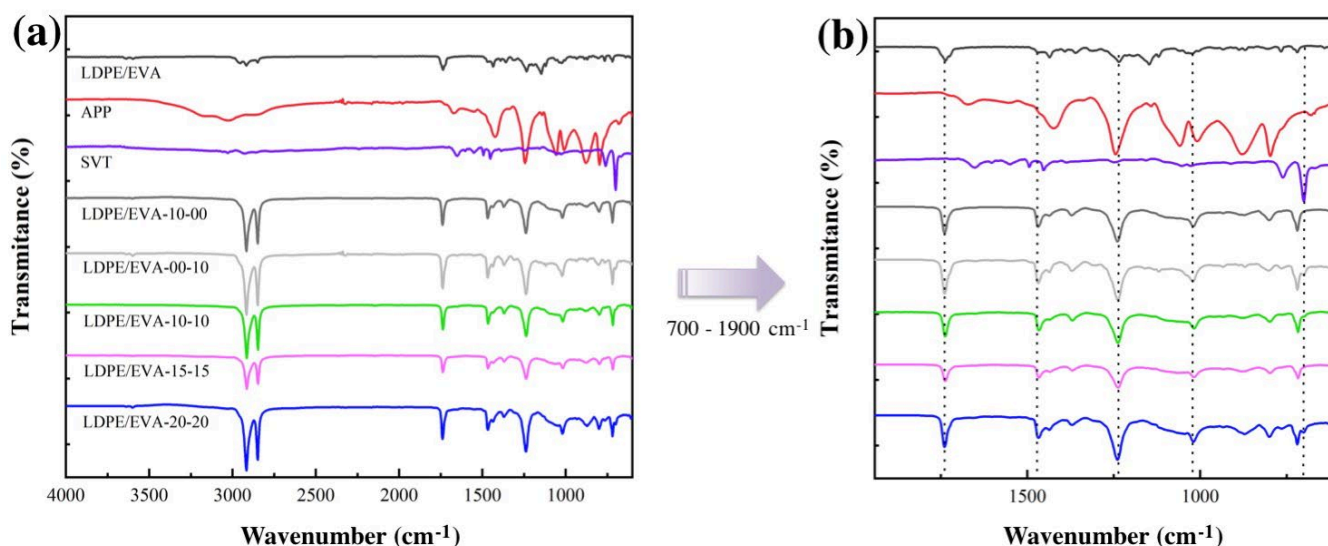 (a)
LDPE/EVA
APP
SVT
LDPE/EVA-10-00
LDPE/EVA-00-10
LDPE/EVA-10-10
LDPE/EVA-15-15
LDPE/EVA-20-20
Transmitance (%)
4000 3500 3000 2500 2000 1500 1000
Wavenumber (cm-1)
700 - 1900 cm-1
(b)
Transmitance (%)
1500 1000
Wavenumber (cm-1)